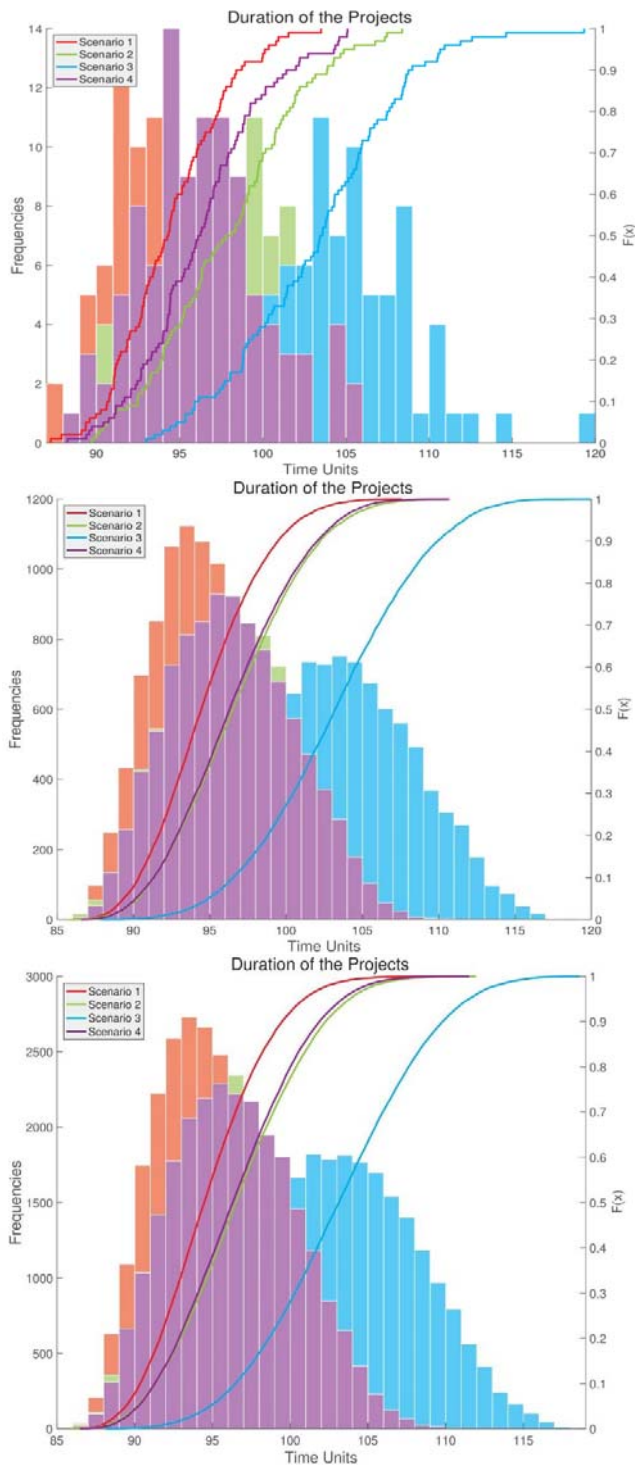 Duration of the Projects
Scenario 1
Scenario 2
Scenario 3
Scenario 4
14
12
10
8
6
4
2
0
Frequencies
1
0.9
0.8
0.7
0.6
0.5
0.4
0.3
0.2
0.1
0
F(x)
90 95 100 105 110 115 120
Time Units
Duration of the Projects
Scenario 1
Scenario 2
Scenario 3
Scenario 4
1200
1000
800
600
400
200
0
Frequencies
1
0.9
0.8
0.7
0.6
0.5
0.4
0.3
0.2
0.1
0
F(x)
85 90 95 100 105 110 115 120
Time Units
Duration of the Projects
Scenario 1
Scenario 2
Scenario 3
Scenario 4
3000
2500
2000
1500
1000
500
0
Frequencies
1
0.9
0.8
0.7
0.6
0.5
0.4
0.3
0.2
0.1
0
F(x)
85 90 95 100 105 110 115
Time Units